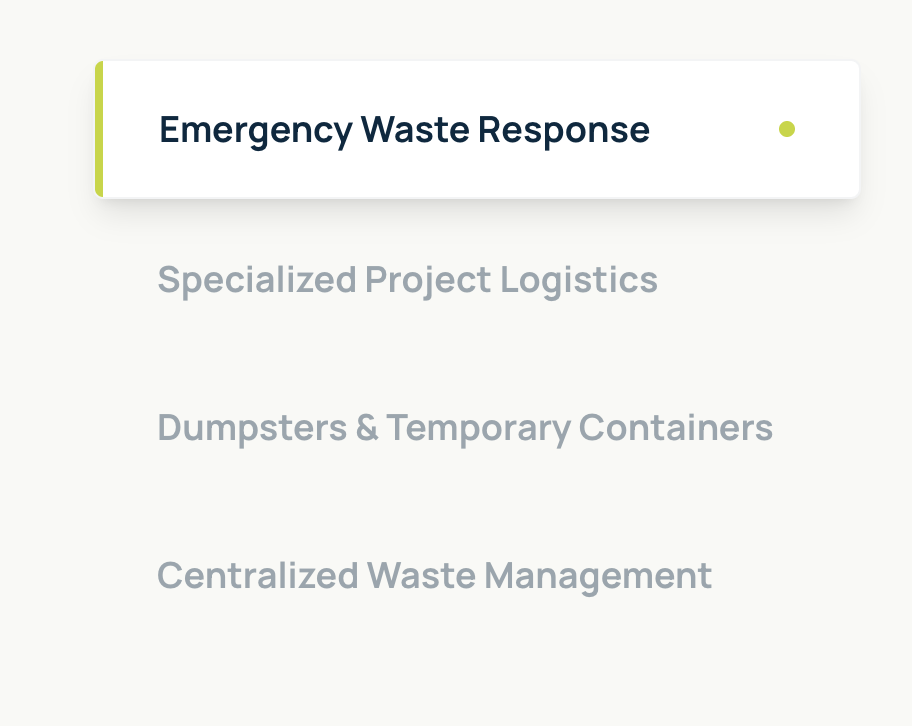 Emergency Waste Response
Specialized Project Logistics
Dumpsters & Temporary Containers
Centralized Waste Management